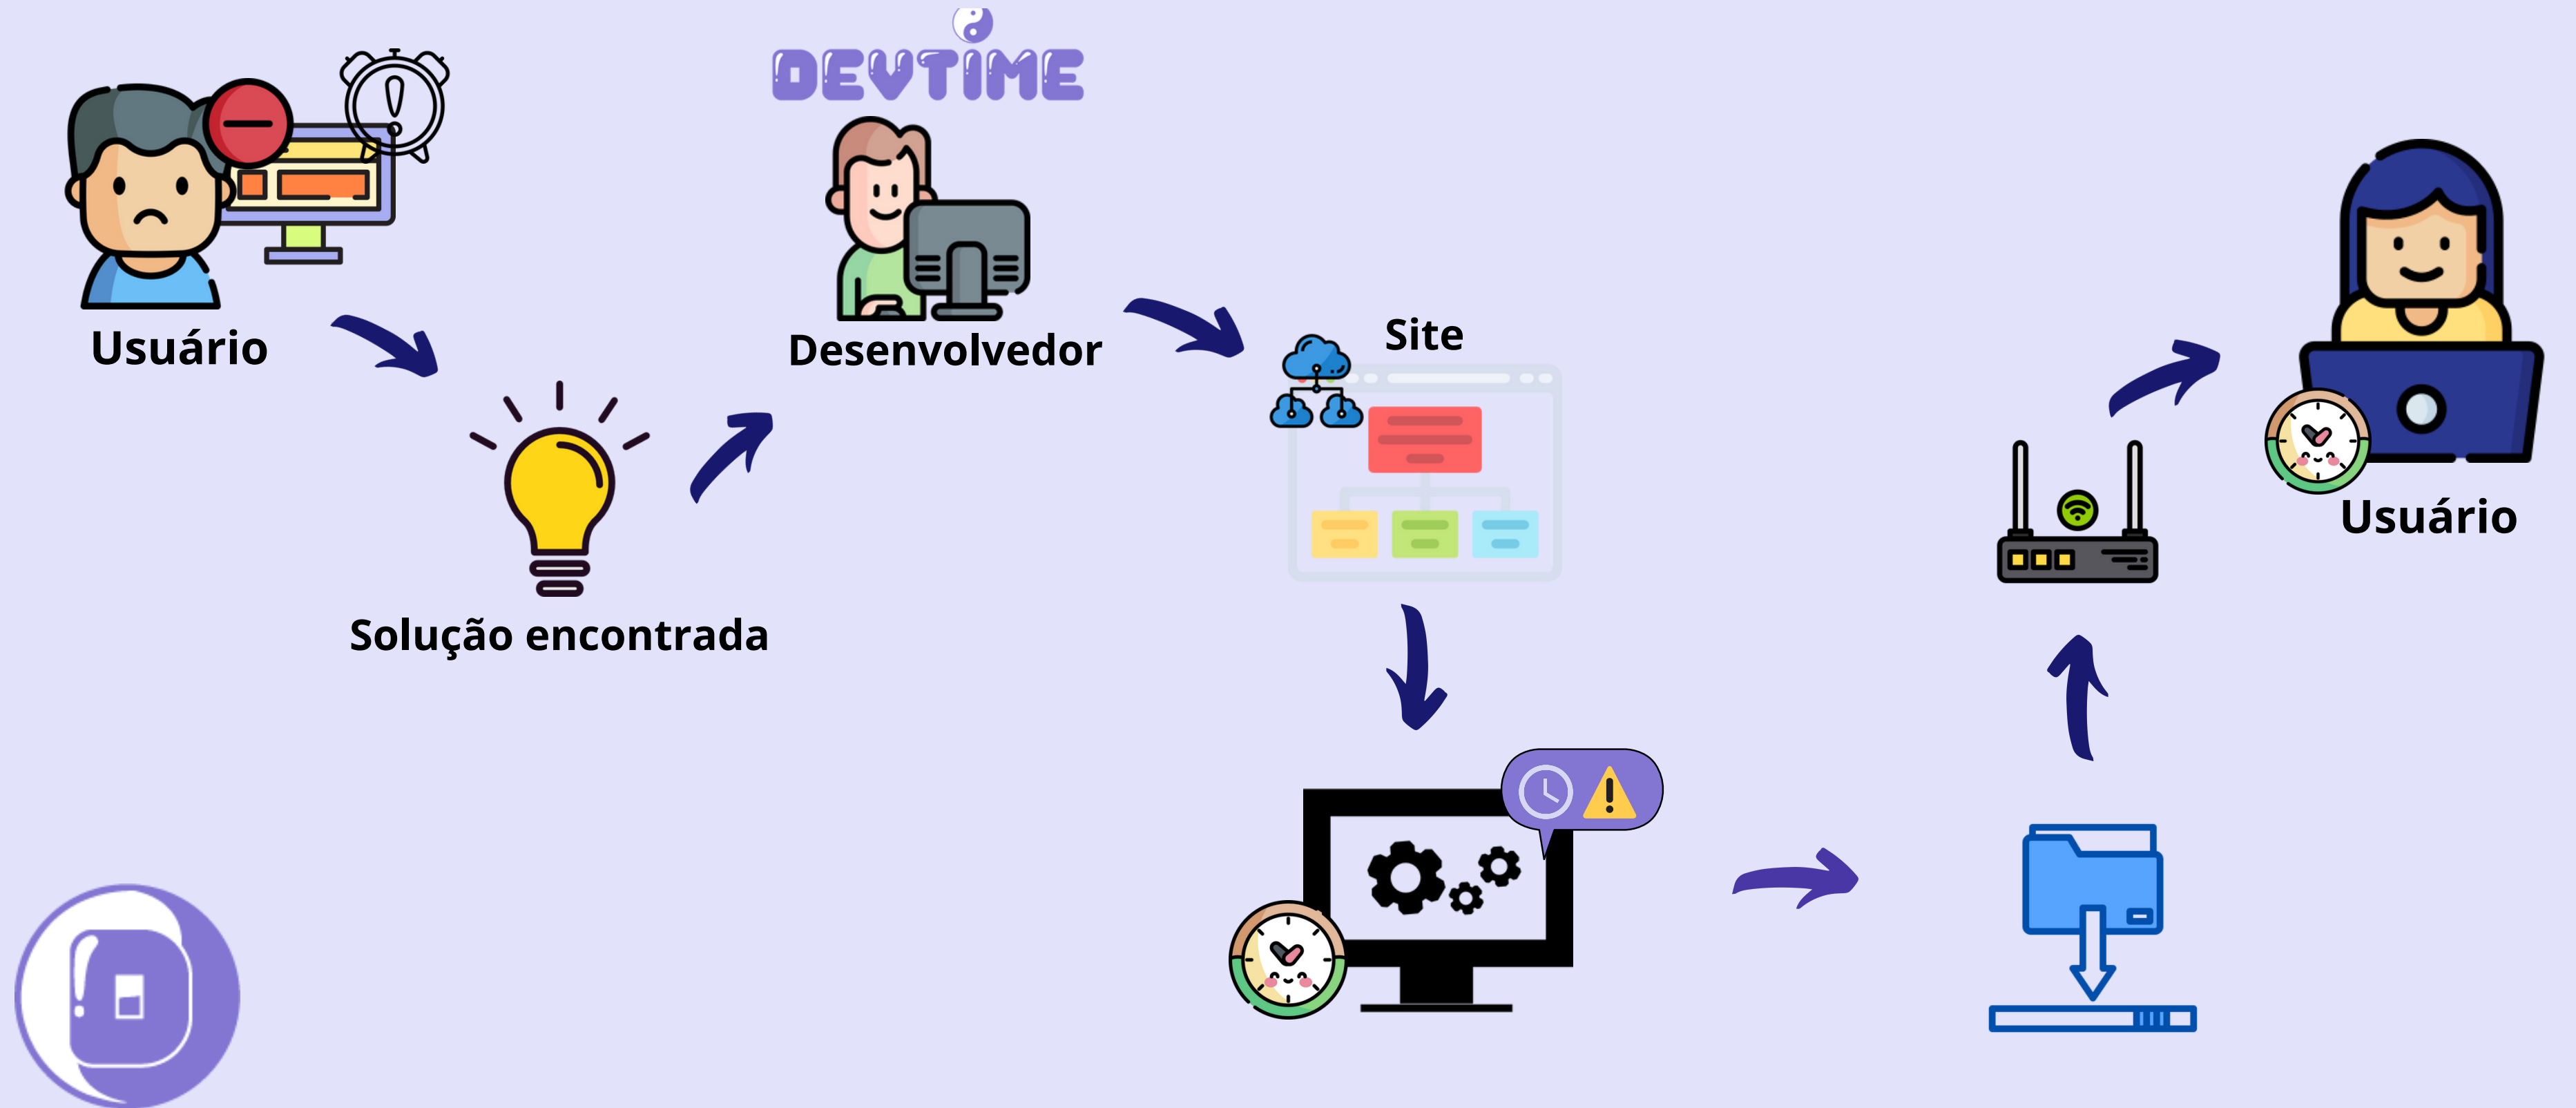 DEVTIME
Usuário
Desenvolvedor
Site
Solução encontrada
Usuário